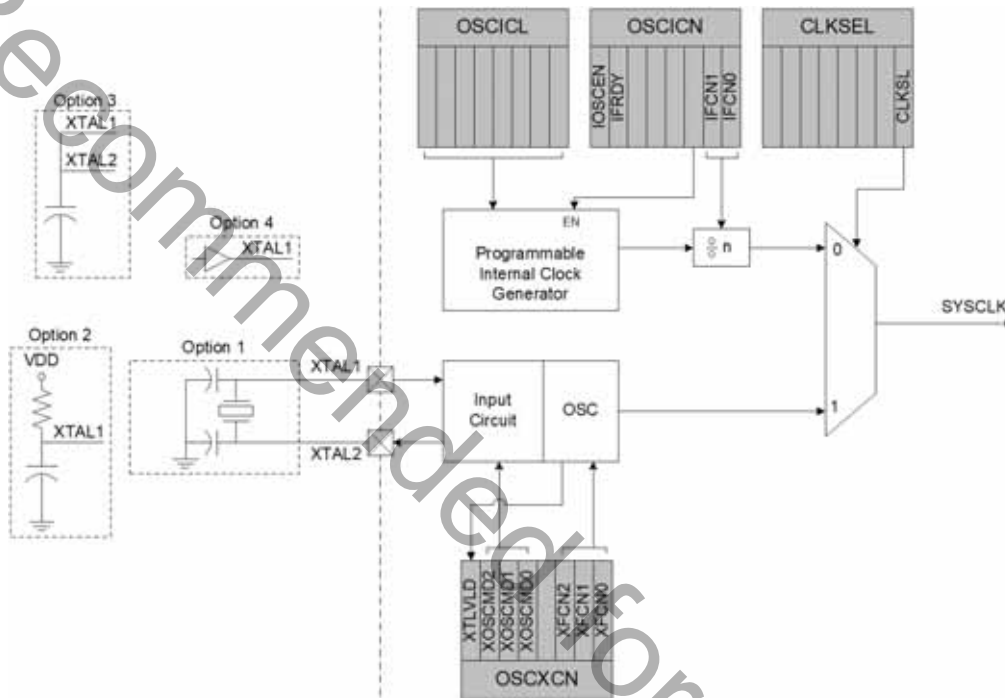 OSCICL
OSCICN
CLKSEL
IOSCEN
IFRDY
IFCN1
IFCN0
CLKSL
Option 3
XTAL1
XTAL2
Option 4
XTAL1
EN
Programmable
Internal Clock
Generator
n
0
SYSCLK
Option 2
VDD
XTAL1
Option 1
XTAL1
XTAL2
Input
Circuit
OSC
1
XTLVLD
XOSCMD2
XOSCMD1
XOSCMD0
XFCN2
XFCN1
XFCN0
OSCXCN
ecommended for